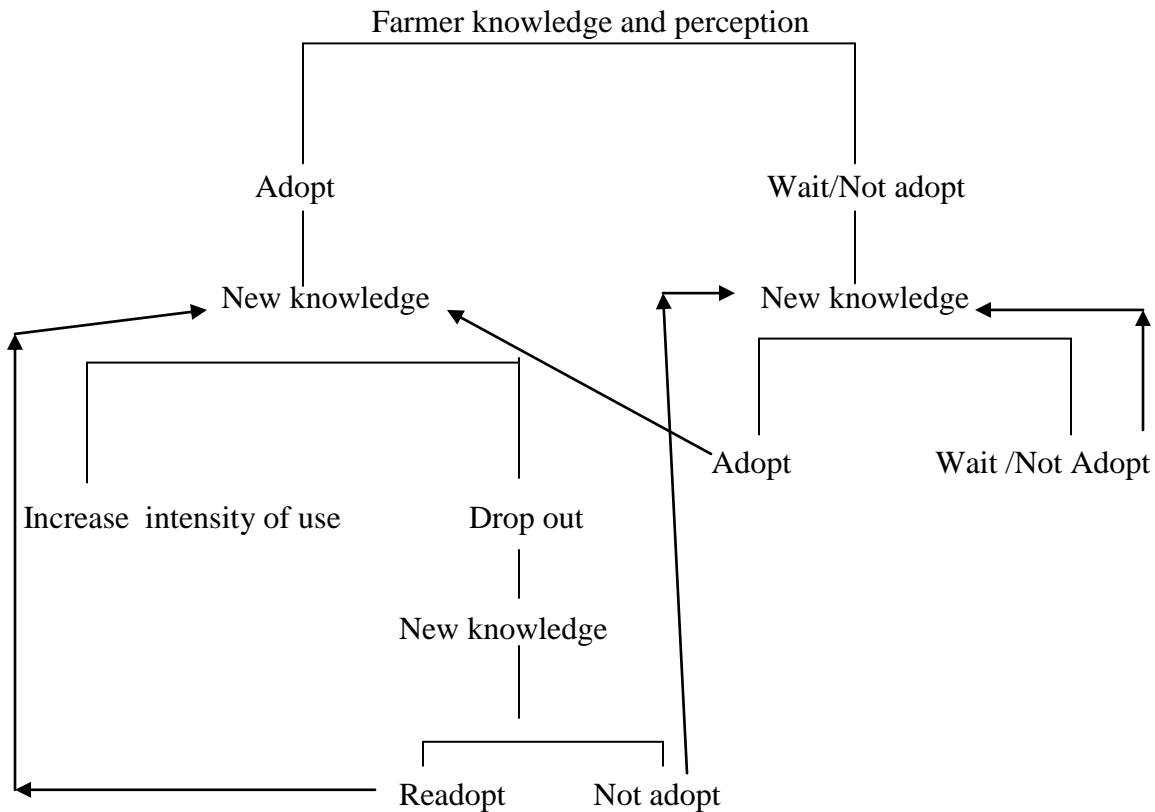 Farmer knowledge and perception
Adopt
Wait/Not adopt
New knowledge
New knowledge
Adopt
Wait /Not Adopt
Increase intensity of use
Drop out
New knowledge
Readopt
Not adopt